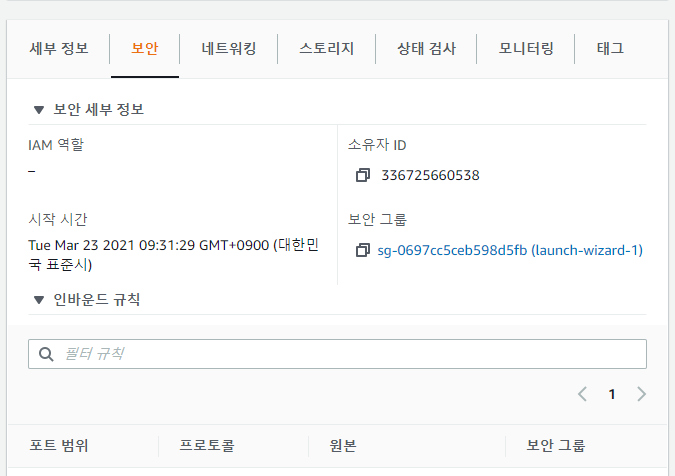 세부 정보 보안 네트워킹 스토리지 상태 검사 모니터링 태그
▼ 보안 세부 정보
IAM 역할
–
소유자 ID
336725660538
시작 시간
Tue Mar 23 2021 09:31:29 GMT+0900 (대한민
국 표준시)
보안 그룹
sg-0697cc5ceb598d5fb (launch-wizard-1)
▼ 인바운드 규칙
필터 규칙
1
포트 범위 프로토콜 원본 보안 그룹